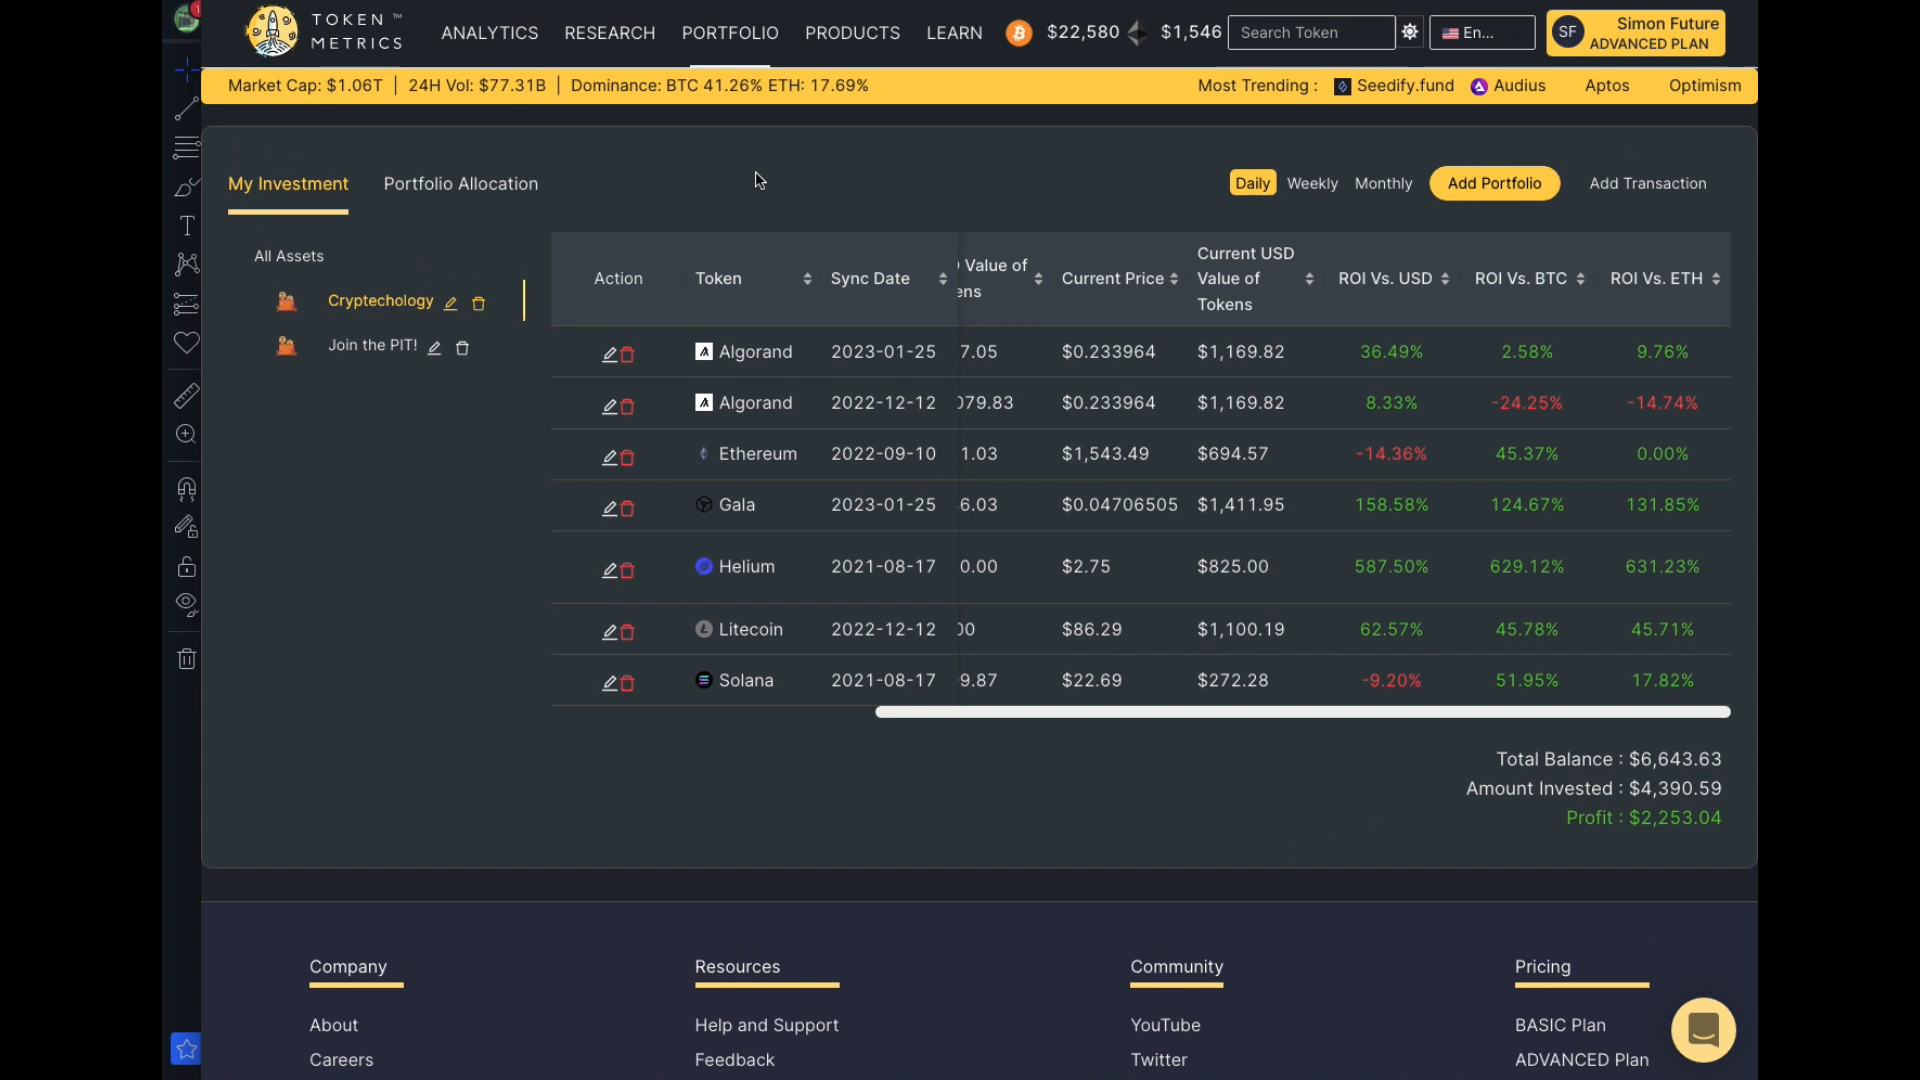 TOKEN ™
METRICS
ANALYTICS RESEARCH PORTFOLIO PRODUCTS LEARN $22,580 $1,546 Search Token En... SF Simon Future
ADVANCED PLAN
Market Cap: $1.06T | 24H Vol: $77.31B | Dominance: BTC 41.26% ETH: 17.69% Most Trending : Seedify.fund Audius Aptos Optimism
My Investment Portfolio Allocation Daily Weekly Monthly Add Portfolio Add Transaction
All Assets
Cryptechology
Join the PIT!
Action Token Sync Date Value of Current Price Current USD Value of Tokens ROI Vs. USD ROI Vs. BTC ROI Vs. ETH
Algorand 2023-01-25 7.05 $0.233964 $1,169.82 36.49% 2.58% 9.76%
Algorand 2022-12-12 079.83 $0.233964 $1,169.82 8.33% -24.25% -14.74%
Ethereum 2022-09-10 1.03 $1,543.49 $694.57 -14.36% 45.37% 0.00%
Gala 2023-01-25 6.03 $0.04706505 $1,411.95 158.58% 124.67% 131.85%
Helium 2021-08-17 0.00 $2.75 $825.00 587.50% 629.12% 631.23%
Litecoin 2022-12-12 00 $86.29 $1,100.19 62.57% 45.78% 45.71%
Solana 2021-08-17 9.87 $22.69 $272.28 -9.20% 51.95% 17.82%
Total Balance : $6,643.63
Amount Invested : $4,390.59
Profit : $2,253.04
Company Resources Community Pricing
About Help and Support YouTube BASIC Plan
Careers Feedback Twitter ADVANCED Plan